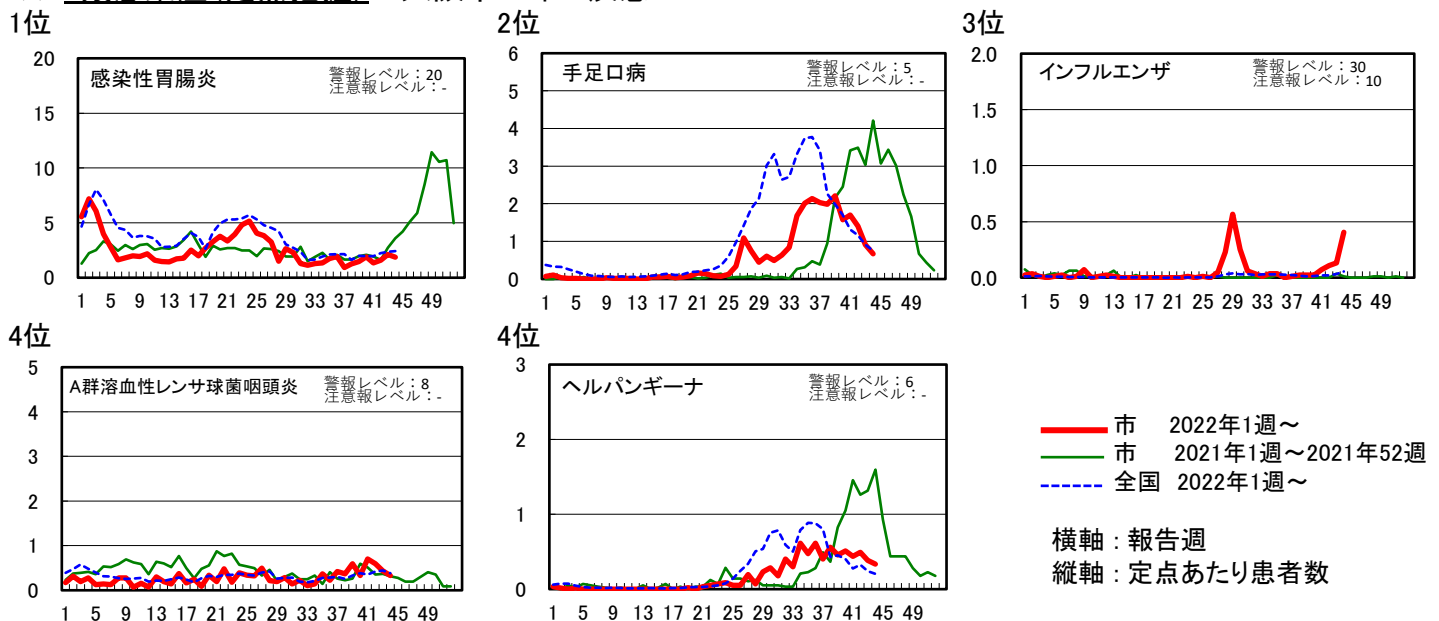 1位
2位
3位
感染性胃腸炎
警報レベル：20
注意報レベル：-
20
15
10
5
0
1 5 9 13 17 21 25 29 33 37 41 45 49
手足口病
警報レベル：5
注意報レベル：-
6
5
4
3
2
1
0
1 5 9 13 17 21 25 29 33 37 41 45 49
インフルエンザ
警報レベル：30
注意報レベル：10
2.0
1.5
1.0
0.5
0.0
1 5 9 13 17 21 25 29 33 37 41 45 49
4位
4位
A群溶血性レンサ球菌咽頭炎
警報レベル：8
注意報レベル：-
5
4
3
2
1
0
1 5 9 13 17 21 25 29 33 37 41 45 49
ヘルパンギーナ
警報レベル：6
注意報レベル：-
3
2
1
0
1 5 9 13 17 21 25 29 33 37 41 45 49
市 2022年1週～
市 2021年1週～2021年52週
全国 2022年1週～
横軸：報告週
縦軸：定点あたり患者数